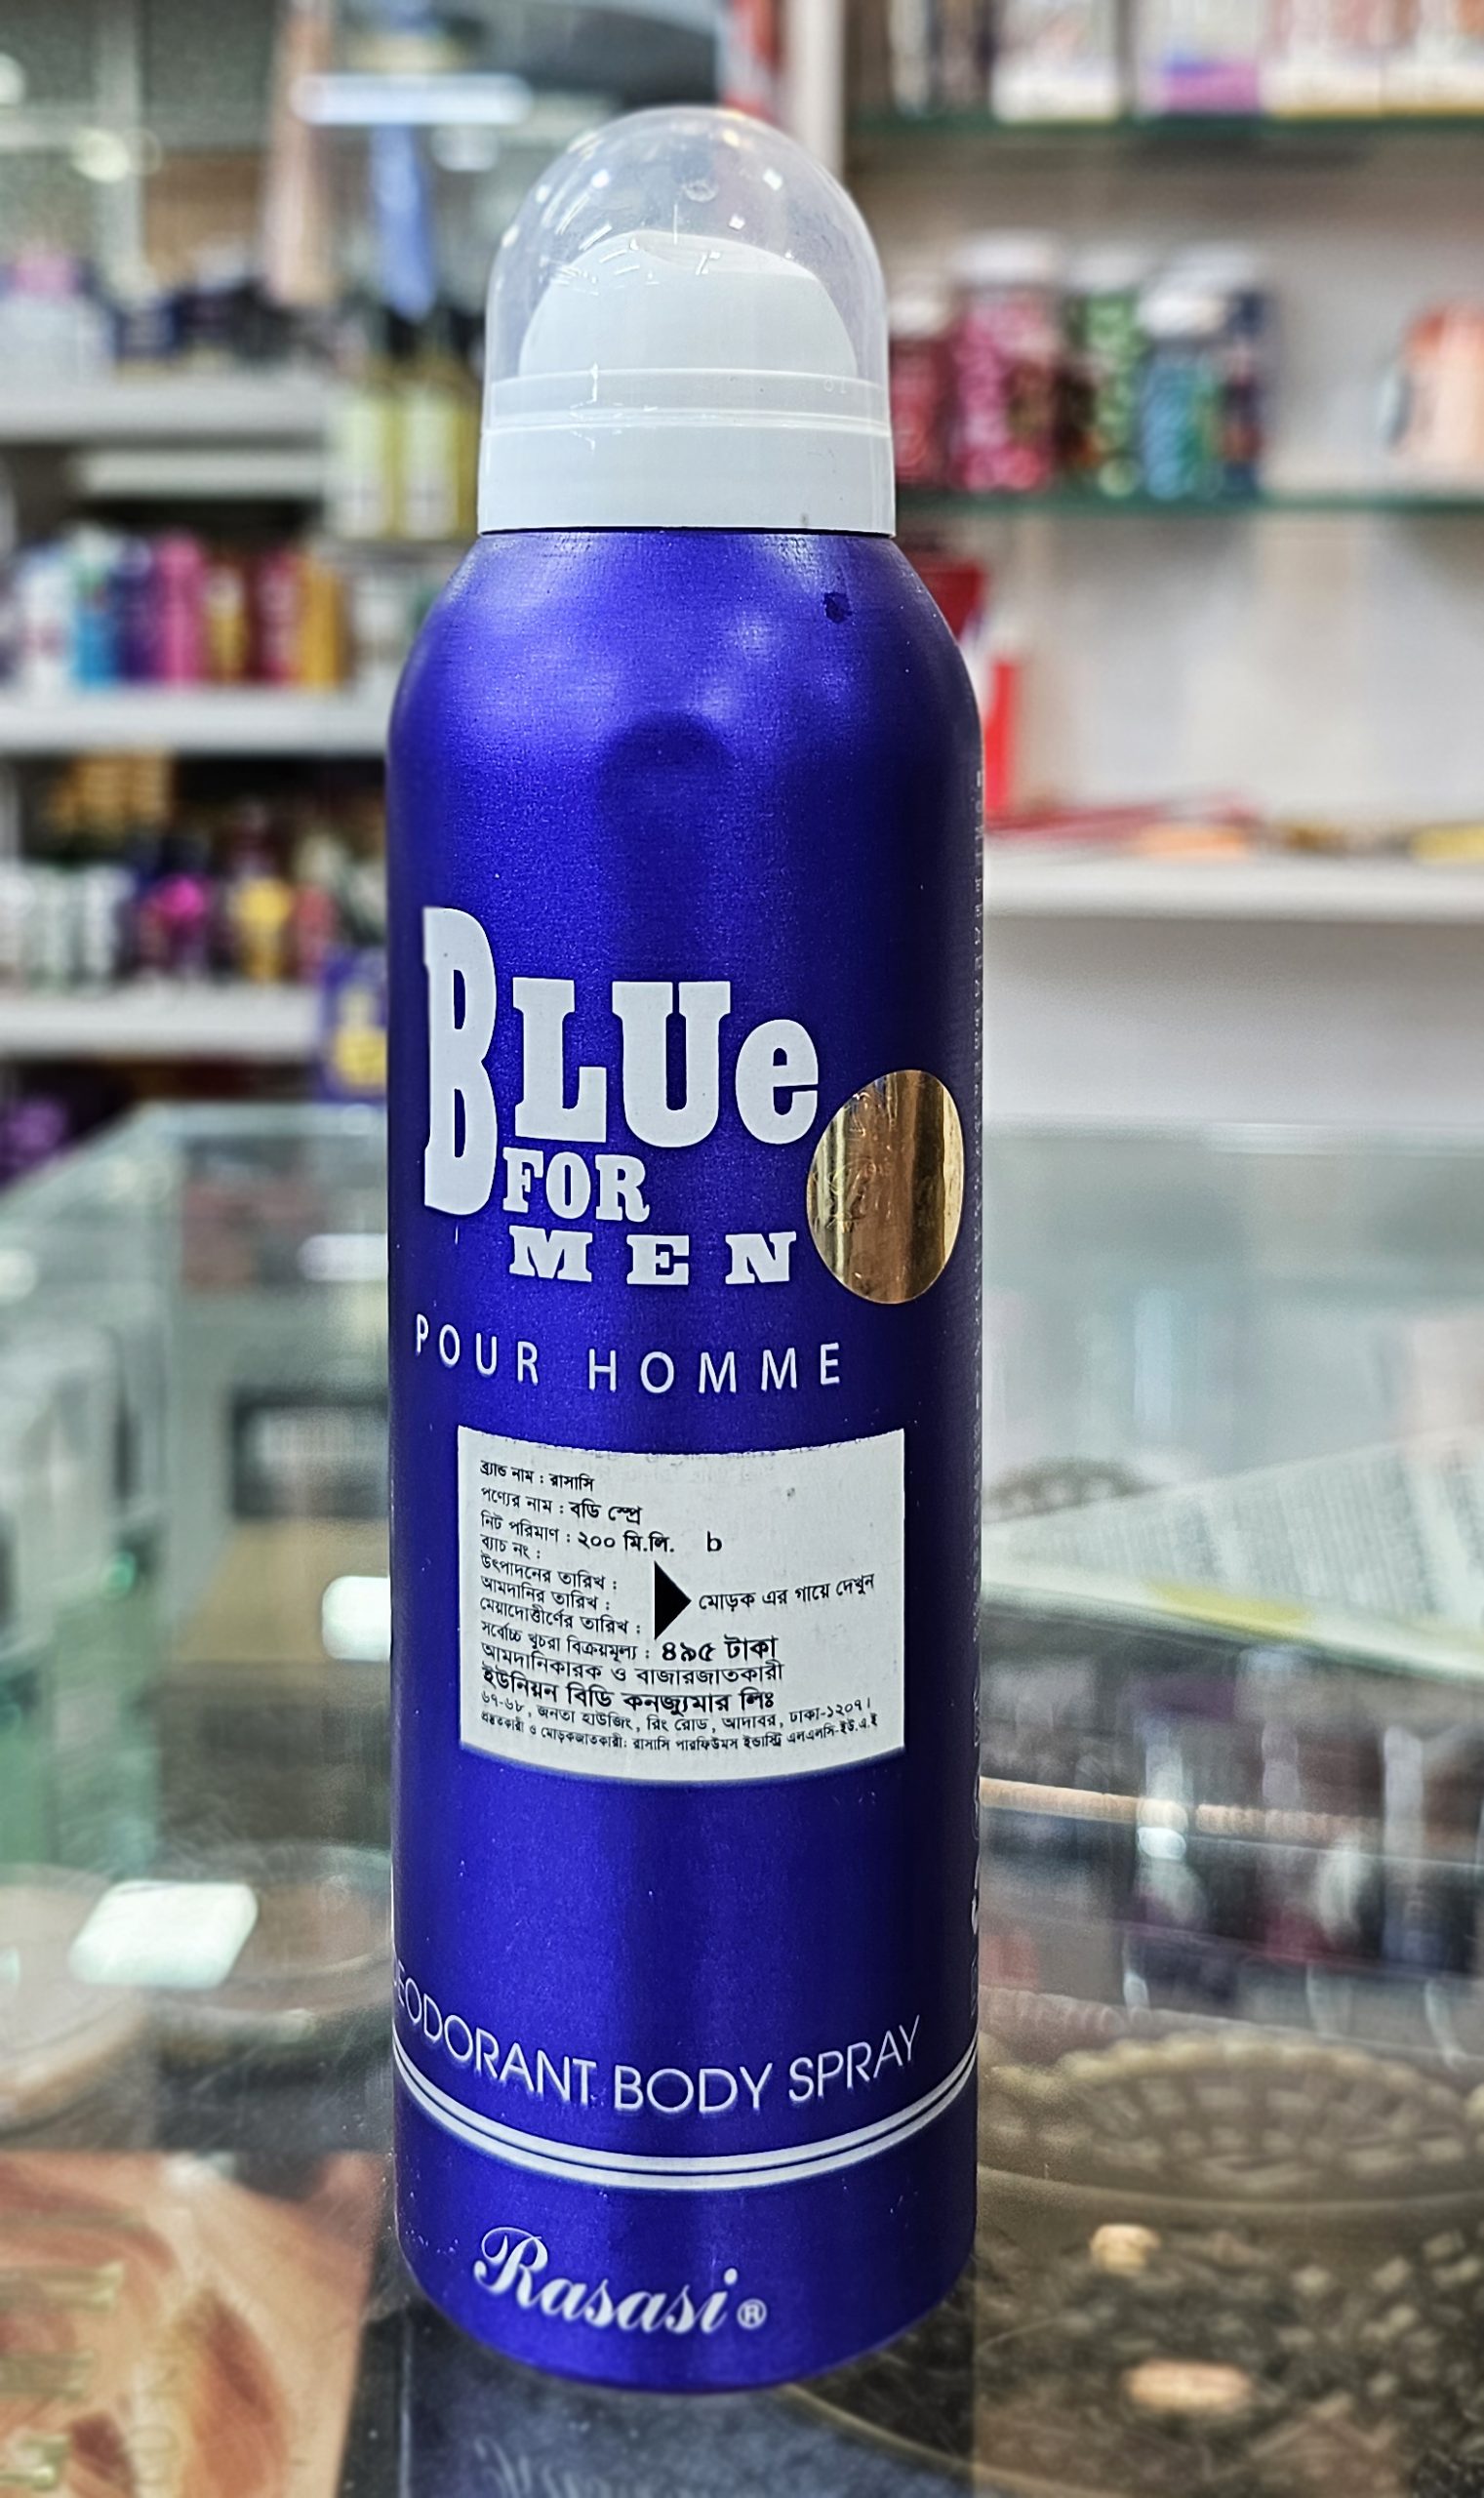 BLUe
FOR
MEN
POUR HOMME
ব্র্যান্ড নাম : রাসাসি
পণ্যের নাম : বডি স্প্রে
নিট পরিমাণ : ২০০ মি.লি. b
ব্যাচ নং :
উৎপাদনের তারিখ :
আমদানির তারিখ :
মেয়াদোত্তীর্ণের তারিখ :
মোড়ক এর গায়ে দেখুন
সর্বোচ্চ খুচরা বিক্রয়মূল্য : ৪৯৫ টাকা
আমদানিকারক ও বাজারজাতকারী
ইউনিয়ন বিডি কনজ্যুমার লিঃ
৬৭-৬৮, জনতা হাউজিং, রিং রোড, আদাবর, ঢাকা-১২০৭।
প্রস্তুতকারী ও মোড়কজাতকারী: রাসাসি পারফিউমস ইন্ডাস্ট্রি এলএলসি-ইউ.এ.ই
DEODORANT BODY SPRAY
Rasasi®